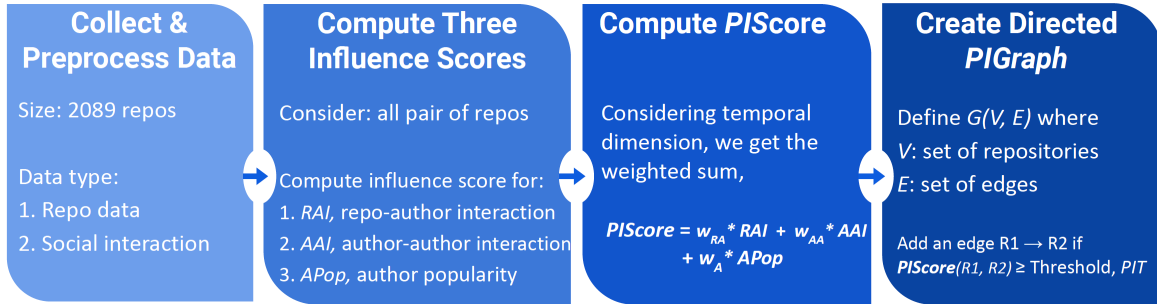 Collect &
Preprocess Data
Size: 2089 repos
Data type:
1. Repo data
2. Social interaction
Compute Three
Influence Scores
Consider: all pair of repos
Compute influence score for:
1. RAI, repo-author interaction
2. AAI, author-author interaction
3. APop, author popularity
Compute PIScore
Considering temporal
dimension, we get the
weighted sum,
PIScore = wRA* RAI + wAA* AAI
+ wA* APop
Create Directed
PIGraph
Define G(V, E) where
V: set of repositories
E: set of edges
Add an edge R1 → R2 if
PIScore(R1, R2) ≥ Threshold, PIT